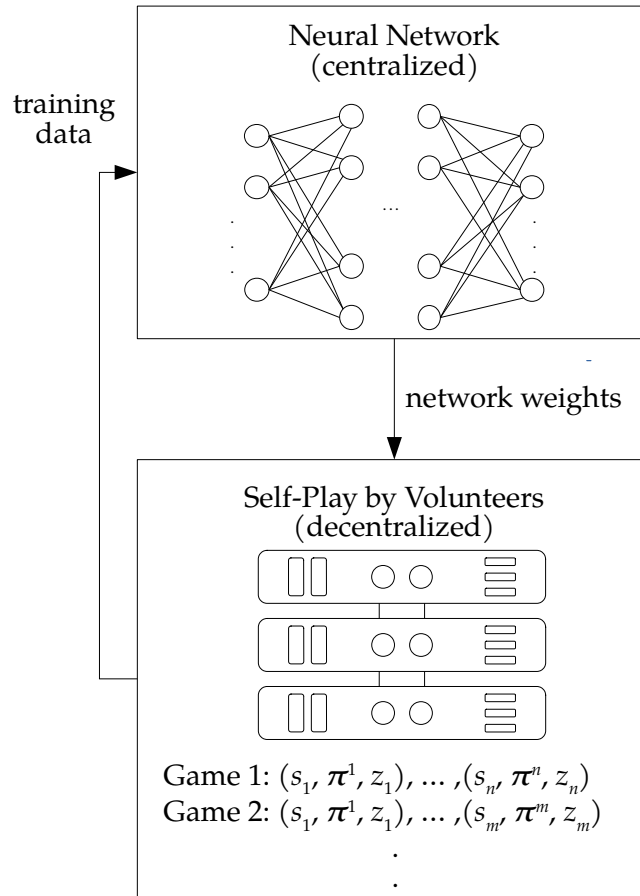 Neural Network
(centralized)
training
data
...
network weights
Self-Play by Volunteers
(decentralized)
Game 1: (s₁, π¹, z₁), ... ,(sₙ, πⁿ, zₙ)
Game 2: (s₁, π¹, z₁), ... ,(sₘ, πᵐ, zₘ)
.
.